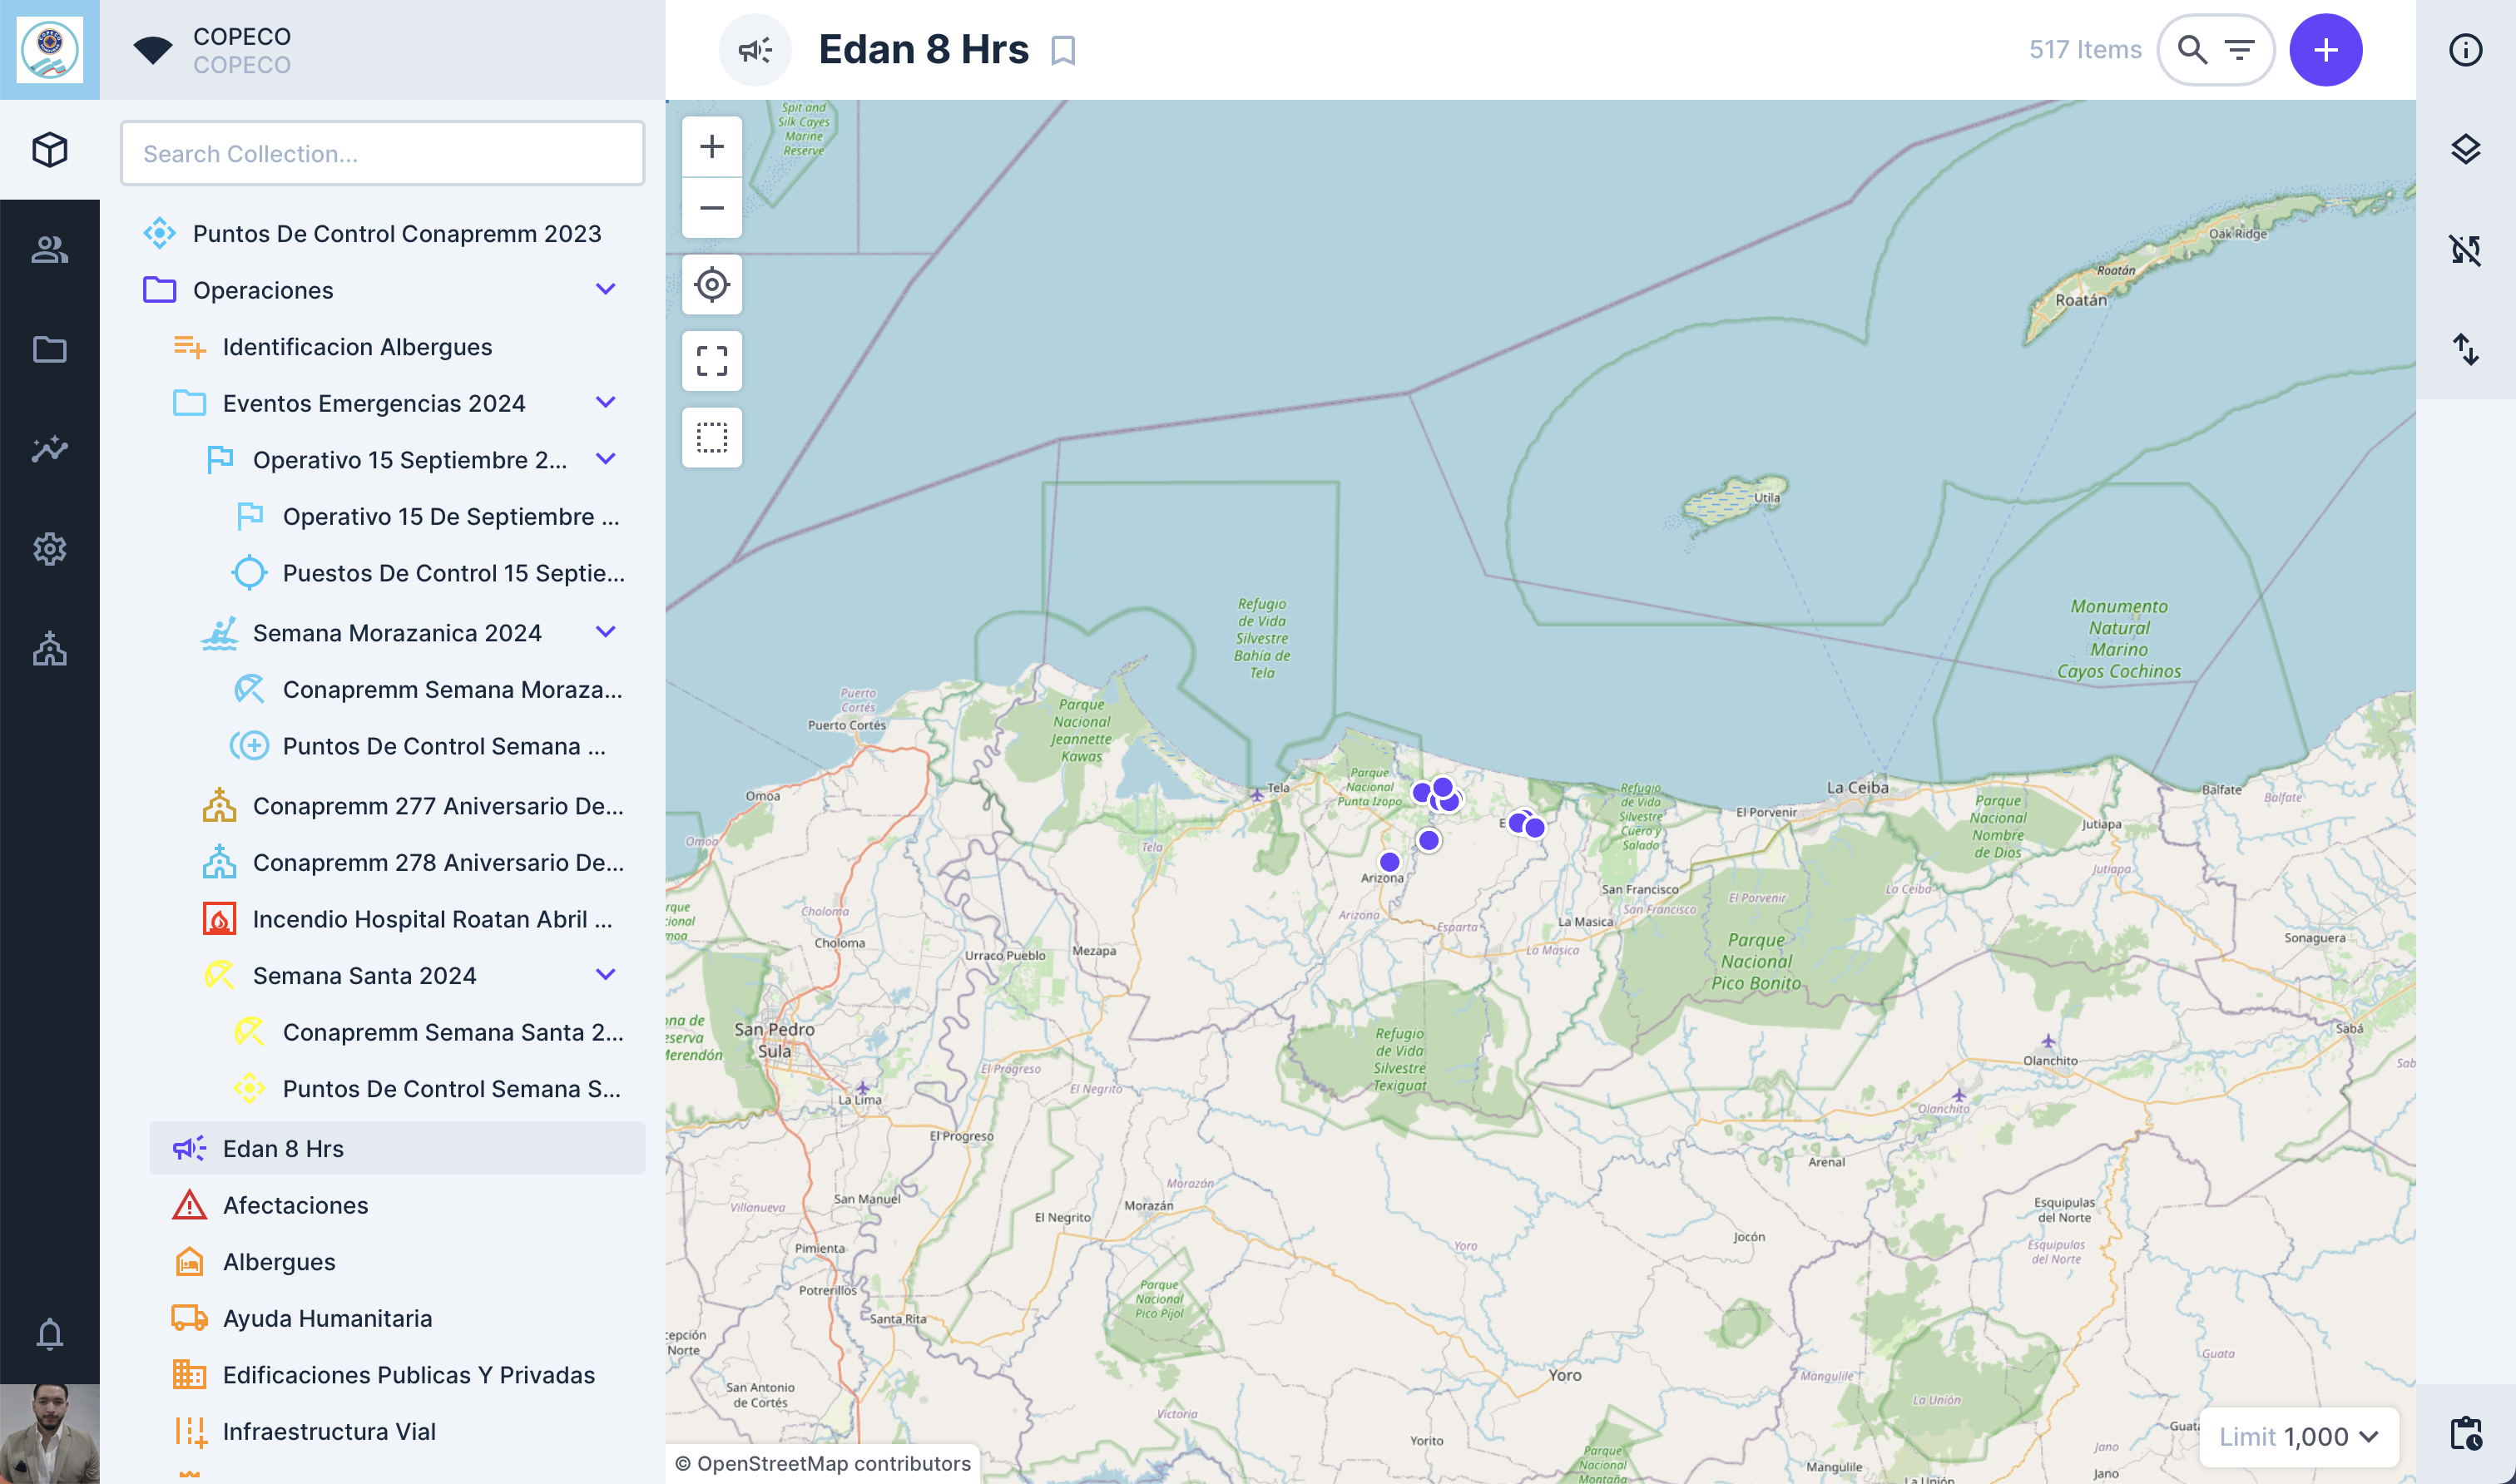 COPECO
COPECO
Search Collection...
Puntos De Control Conapremm 2023
Operaciones
Identificacion Albergues
Eventos Emergencias 2024
Operativo 15 Septiembre 2...
Operativo 15 De Septiembre ...
Puestos De Control 15 Septie...
Semana Morazanica 2024
Conapremm Semana Moraza...
Puntos De Control Semana ...
Conapremm 277 Aniversario De...
Conapremm 278 Aniversario De...
Incendio Hospital Roatan Abril ...
Semana Santa 2024
Conapremm Semana Santa 2...
Puntos De Control Semana S...
Edan 8 Hrs
Afectaciones
Albergues
Ayuda Humanitaria
Edificaciones Publicas Y Privadas
Infraestructura Vial
Edan 8 Hrs
517 Items
Spit and
Silk Cayes
Marine
Reserve
Oak Ridge
Roatán
Roatán
Utila
Refugio
de Vida
Silvestre
Bahía de
Tela
Monumento
Natural
Marino
Cayos Cochinos
Puerto
Cortés
Puerto Cortés
Parque
Nacional
Jeannette
Kawas
Omoa
Omoa
Tela
Tela
Parque
Nacional
Punta Izopo
Refugio
de Vida
Silvestre
Cuero y
Salado
La Ceiba
El Porvenir
Balfate
Balfate
Parque
Nacional
Nombre
de Dios
Jutiapa
Jutiapa
Arizona
Arizona
San Francisco
San Francisco
El Porvenir
La Ceiba
Esparta
La Masica
La Masica
Choloma
Choloma
Urraco Pueblo
Mezapa
Parque
Nacional
Pico Bonito
Sonaguera
San Pedro
Sula
Refugio
de Vida
Silvestre
Texiguat
Sabá
Olanchito
Olanchito
La Lima
El Progreso
El Negrito
El Progreso
Arenal
San Manuel
Villanueva
Morazán
Morazán
El Negrito
Esquipulas
del Norte
Esquipulas
del Norte
Yoro
Jocón
Pimienta
Potrerillos
Santa Rita
Parque
Nacional
Pico Pijol
San Antonio
de Cortés
Victoria
Yoro
Yorito
Mangulile
Mangulile
La Unión
La Unión
Guata
Jano
Jano
Parque
Nacional
Montaña
Limit 1,000
© OpenStreetMap contributors